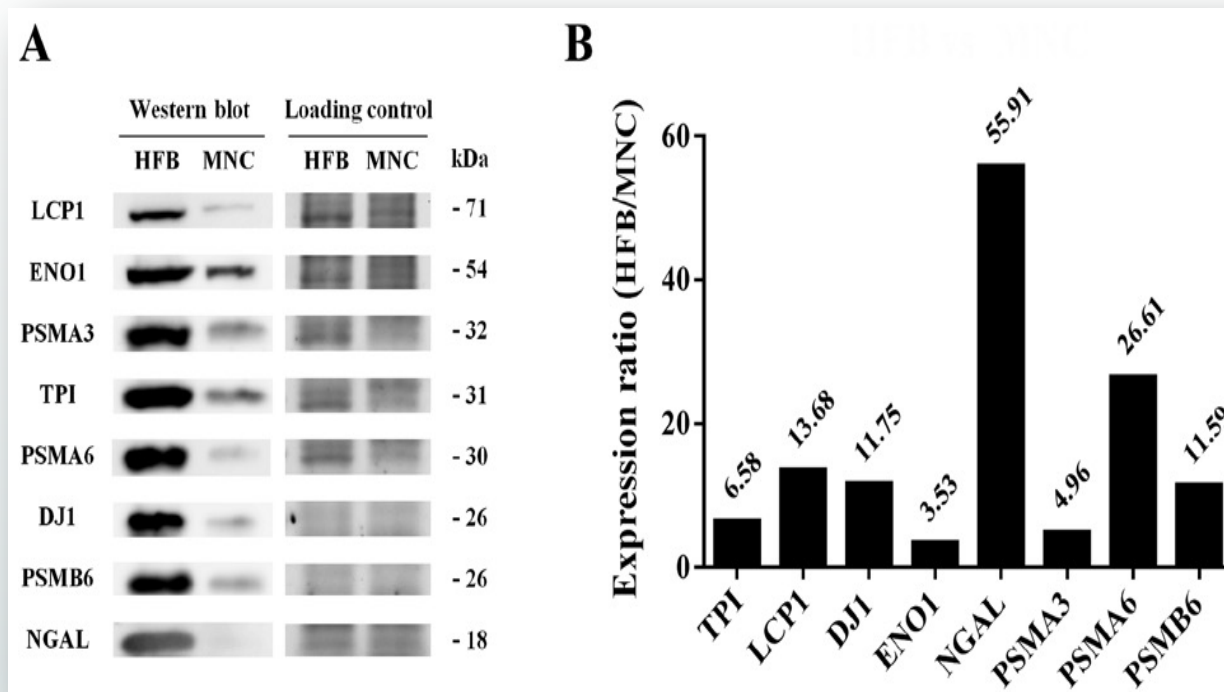 A
Western blot Loading control
HFB MNC HFB MNC kDa
LCP1 - 71
ENO1 - 54
PSMA3 - 32
TPI - 31
PSMA6 - 30
DJ1 - 26
PSMB6 - 26
NGAL - 18
B
Expression ratio (HFB/MNC)
60
40
20
0
6.58 13.68 11.75 3.53 55.91 4.96 26.61 11.59
TPI LCP1 DJ1 ENO1 NGAL PSMA3 PSMA6 PSMB6